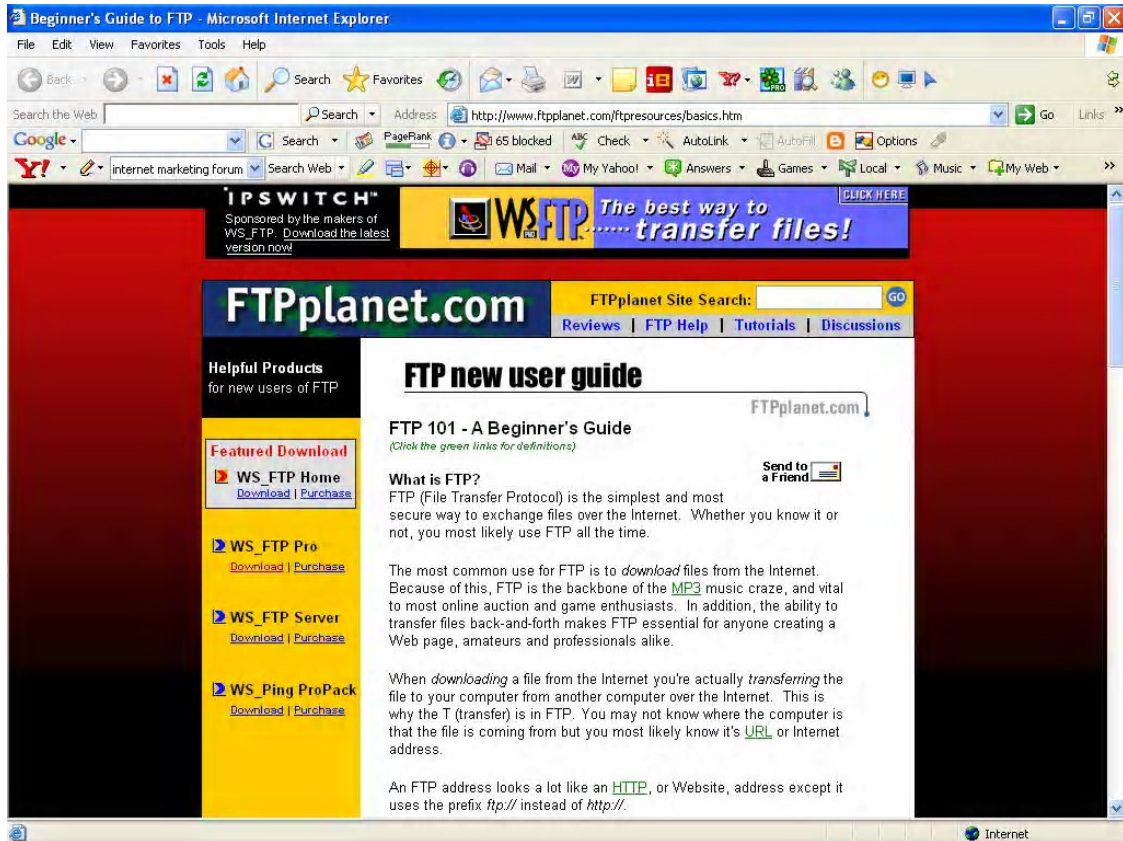 Beginner's Guide to FTP - Microsoft Internet Explorer
File Edit View Favorites Tools Help
Back Search Favorites
Search the Web Search Address http://www.ftpplanet.com/ftpresources/basics.htm Go Links »
Google Search PageRank 65 blocked ABC Check AutoLink AutoFill Options
Y! internet marketing forum Search Web Mail My Yahoo! Answers Games Local Music My Web »
IPSWITCH™
Sponsored by the makers of
WS_FTP. Download the latest
version now!
WS FTP PRO
The best way to
transfer files!
CLICK HERE
FTPplanet.com
FTPplanet Site Search: GO
Reviews | FTP Help | Tutorials | Discussions
Helpful Products
for new users of FTP
Featured Download
WS_FTP Home
Download | Purchase
WS_FTP Pro
Download | Purchase
WS_FTP Server
Download | Purchase
WS_Ping ProPack
Download | Purchase
FTP new user guide
FTPplanet.com
FTP 101 - A Beginner's Guide
(Click the green links for definitions)
Send to
a Friend
What is FTP?
FTP (File Transfer Protocol) is the simplest and most
secure way to exchange files over the Internet. Whether you know it or
not, you most likely use FTP all the time.
The most common use for FTP is to download files from the Internet.
Because of this, FTP is the backbone of the MP3 music craze, and vital
to most online auction and game enthusiasts. In addition, the ability to
transfer files back-and-forth makes FTP essential for anyone creating a
Web page, amateurs and professionals alike.
When downloading a file from the Internet you're actually transferring the
file to your computer from another computer over the Internet. This is
why the T (transfer) is in FTP. You may not know where the computer is
that the file is coming from but you most likely know it's URL or Internet
address.
An FTP address looks a lot like an HTTP, or Website, address except it
uses the prefix ftp:// instead of http://.
Internet